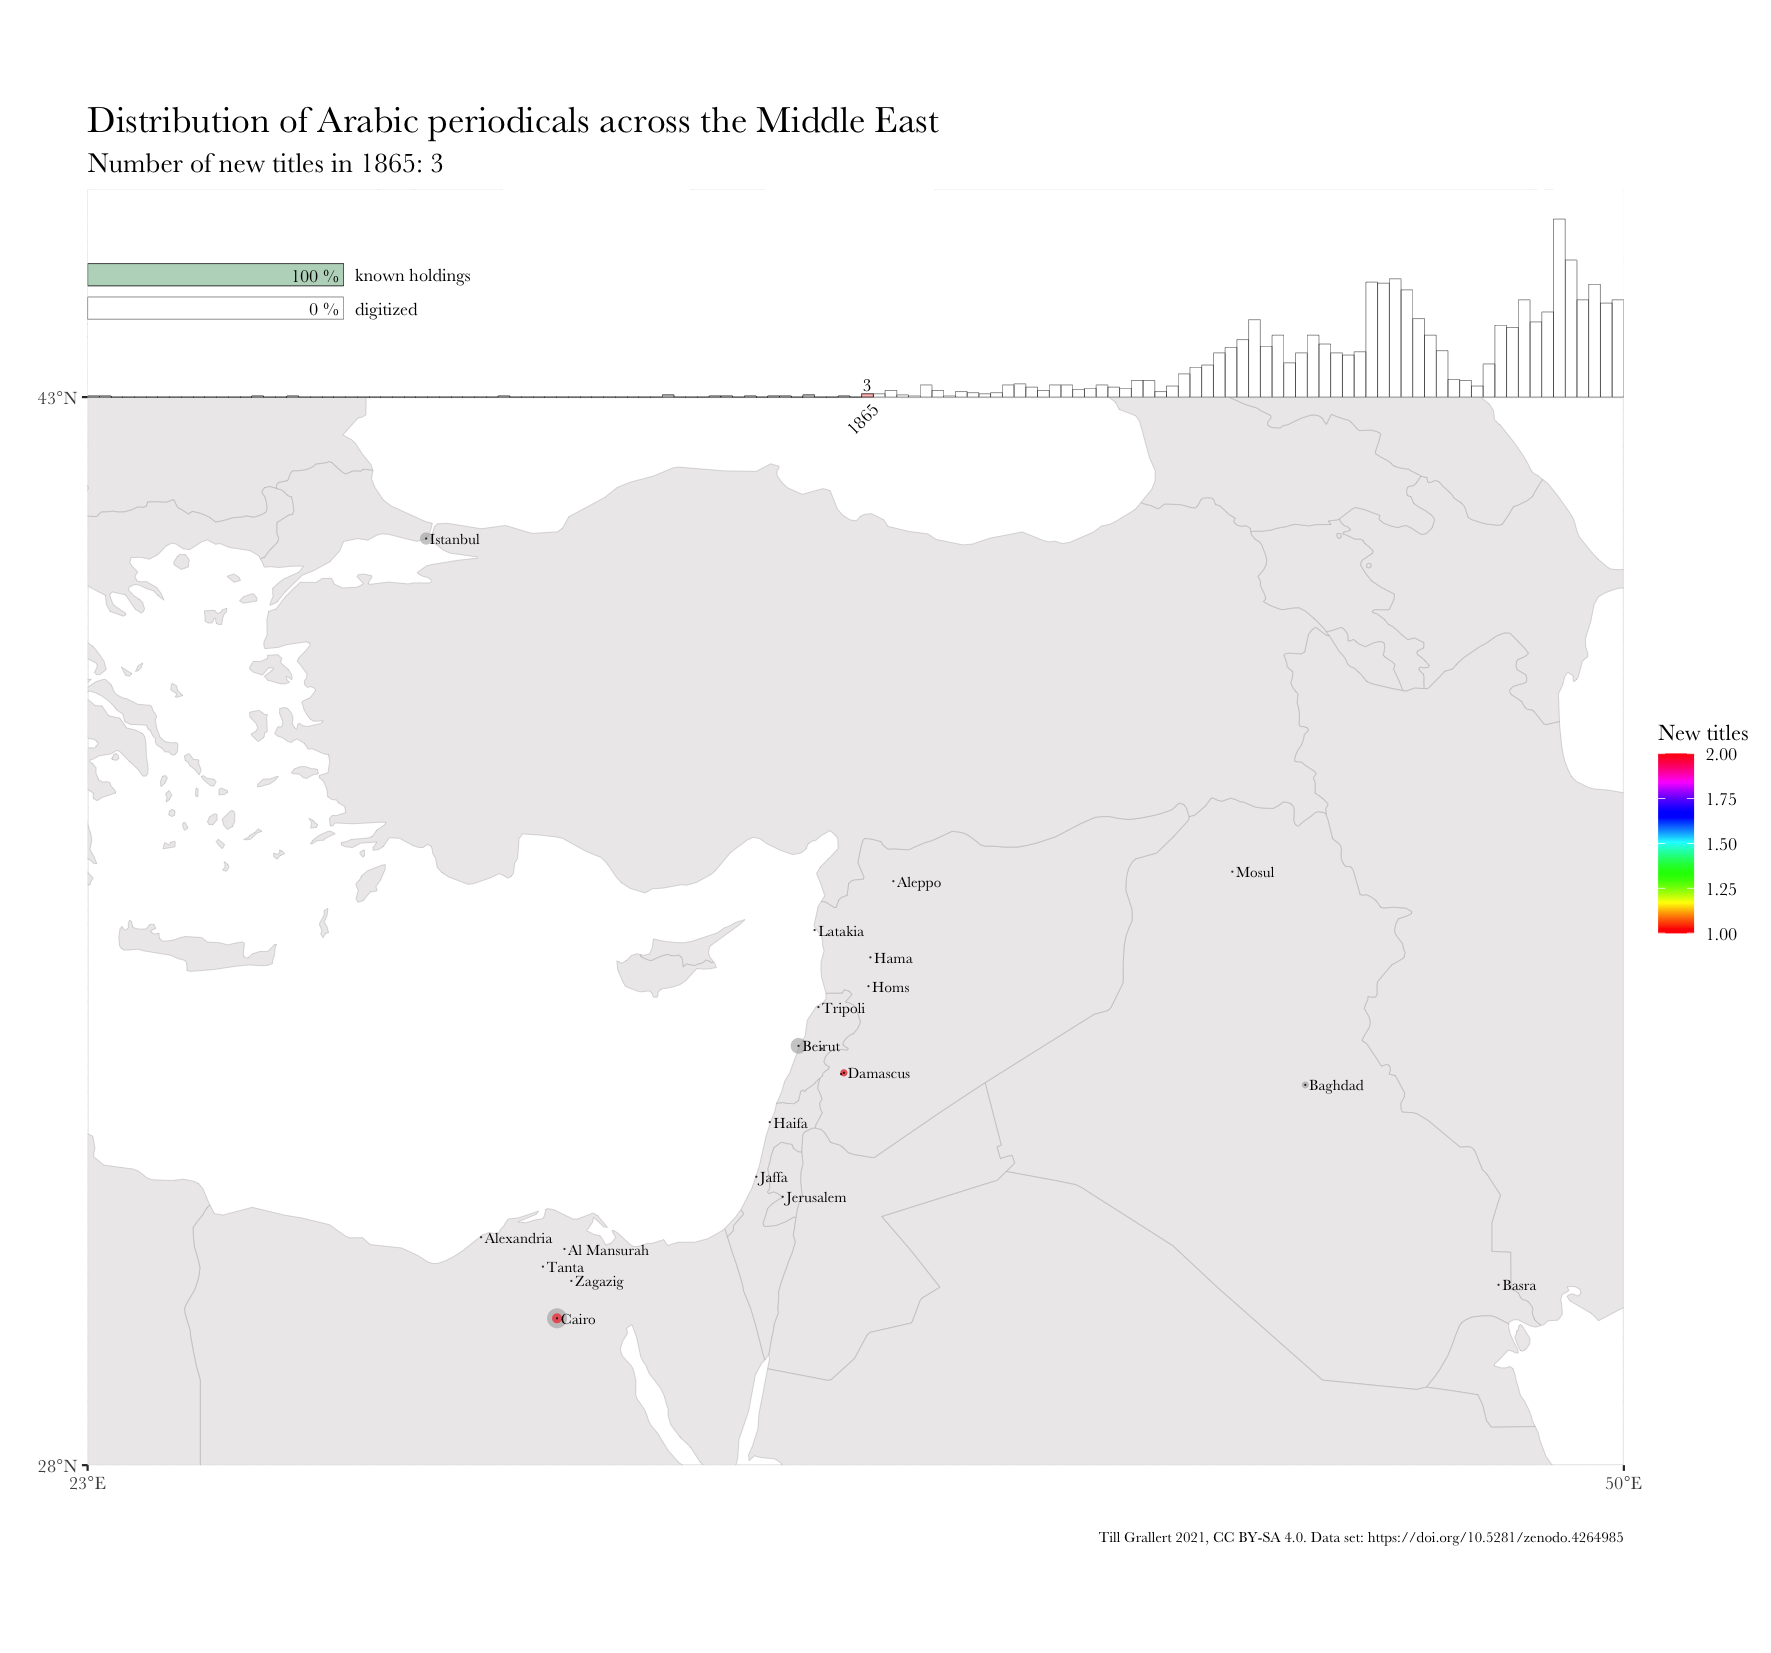 Distribution of Arabic periodicals across the Middle East
Number of new titles in 1865: 3
100 % known holdings
0 % digitized
3
43°N
1865
Istanbul
New titles
2.00
1.75
1.50
1.25
1.00
Mosul
Aleppo
Latakia
Hama
Homs
Tripoli
Beirut
Damascus
Baghdad
Haifa
Jaffa
Jerusalem
Alexandria
Al Mansurah
Tanta
Zagazig
Basra
Cairo
28°N
23°E 50°E
Till Grallert 2021, CC BY-SA 4.0. Data set: https://doi.org/10.5281/zenodo.4264985